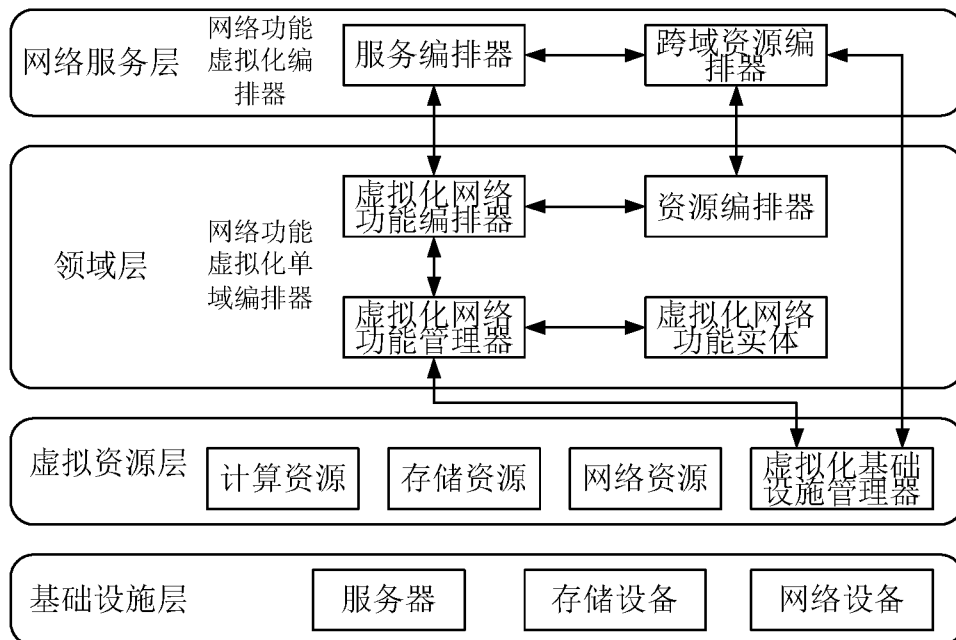 网络服务层
网络功能
虚拟化编
排器
服务编排器
跨域资源编
排器
领域层
网络功能
虚拟化单
域编排器
虚拟化网络
功能编排器
资源编排器
虚拟化网络
功能管理器
虚拟化网络
功能实体
虚拟资源层
计算资源
存储资源
网络资源
虚拟化基础
设施管理器
基础设施层
服务器
存储设备
网络设备